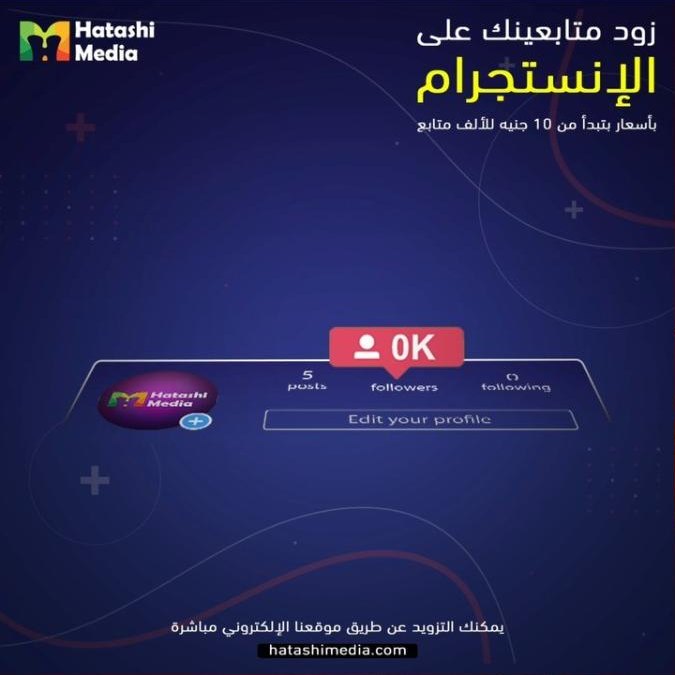 Hatashi
Media
زود متابعينك على
الإنستجرام
بأسعار بتبدأ من 10 جنيه للألف متابع
0K
5
posts
followers
0
following
Hatashi
Media
Edit your profile
يمكنك التزويد عن طريق موقعنا الإلكتروني مباشرة
hatashimedia.com